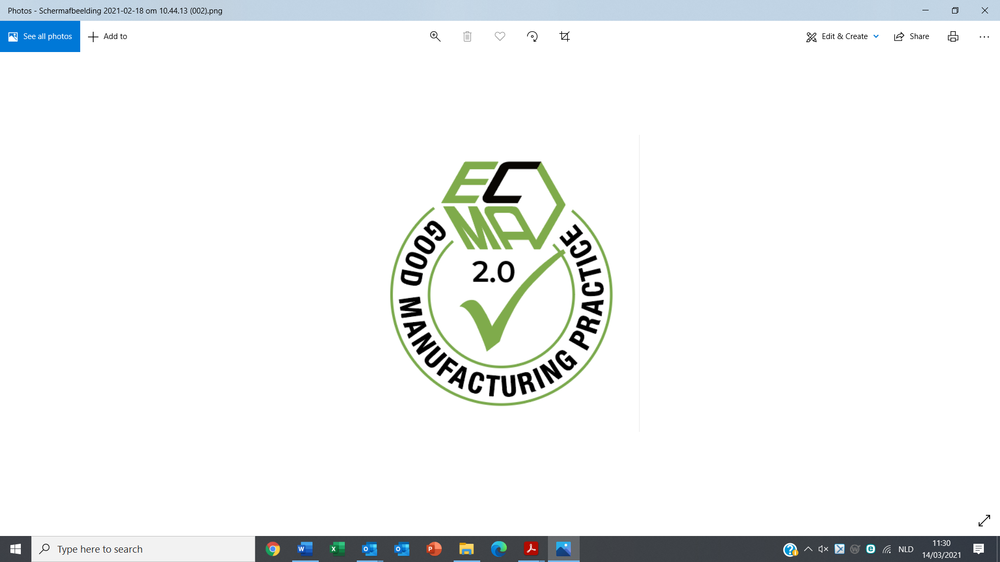 Photos - Schermafbeelding 2021-02-18 om 10.44.13 (002).png
See all photos
Add to
Edit & Create
Share
ECMA
2.0
GOOD MANUFACTURING PRACTICE
Type here to search
NLD
11:30
14/03/2021